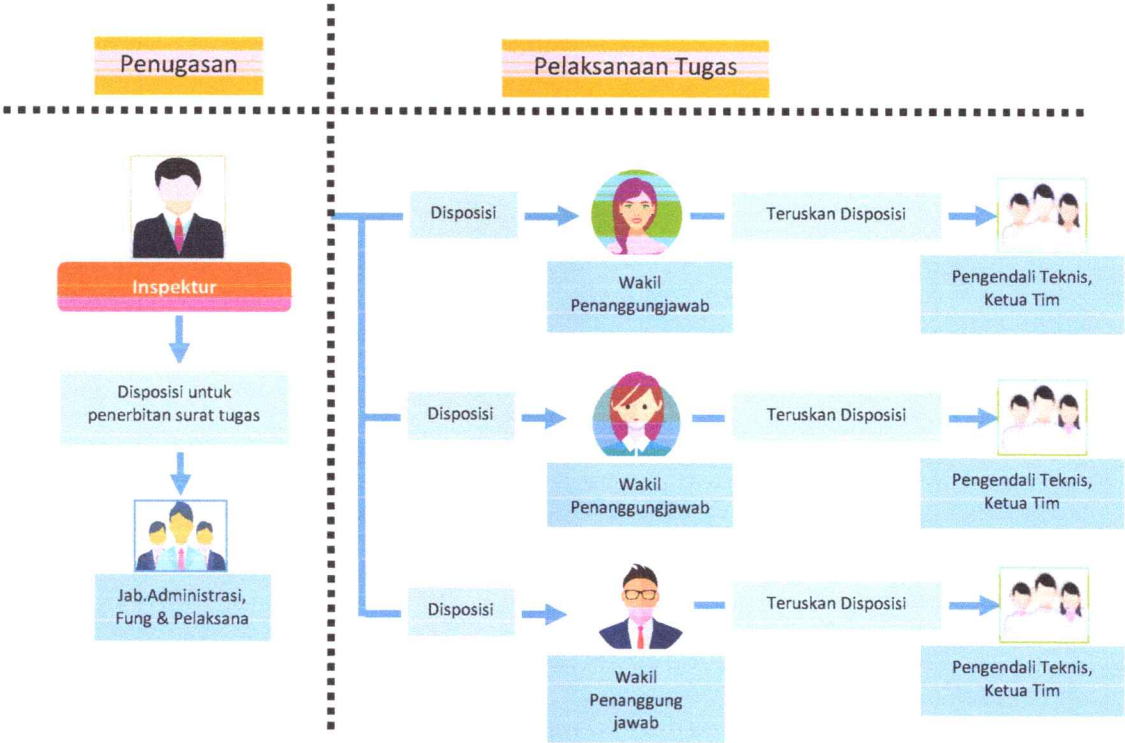 Penugasan
Pelaksanaan Tugas
Inspektur
Disposisi untuk
penerbitan surat tugas
Jab.Administrasi,
Fung & Pelaksana
Disposisi
Wakil
Penanggungjawab
Teruskan Disposisi
Pengendali Teknis,
Ketua Tim
Disposisi
Wakil
Penanggungjawab
Teruskan Disposisi
Pengendali Teknis,
Ketua Tim
Disposisi
Wakil
Penanggung
jawab
Teruskan Disposisi
Pengendali Teknis,
Ketua Tim